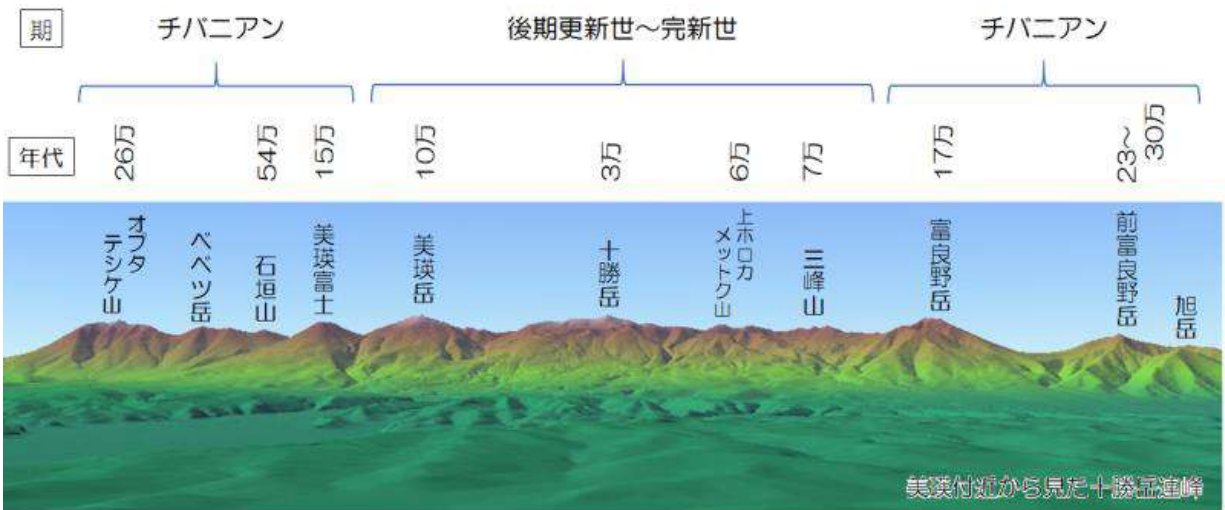 期
チバニアン
後期更新世～完新世
チバニアン
年代
26万
54万
15万
10万
3万
6万
7万
17万
23～
30万
オプタ
テシケ山
ベベツ岳
石垣山
美瑛富士
美瑛岳
十勝岳
上ホロカ
メットク山
三峰山
富良野岳
前富良野岳
旭岳
美瑛付近から見た十勝岳連峰